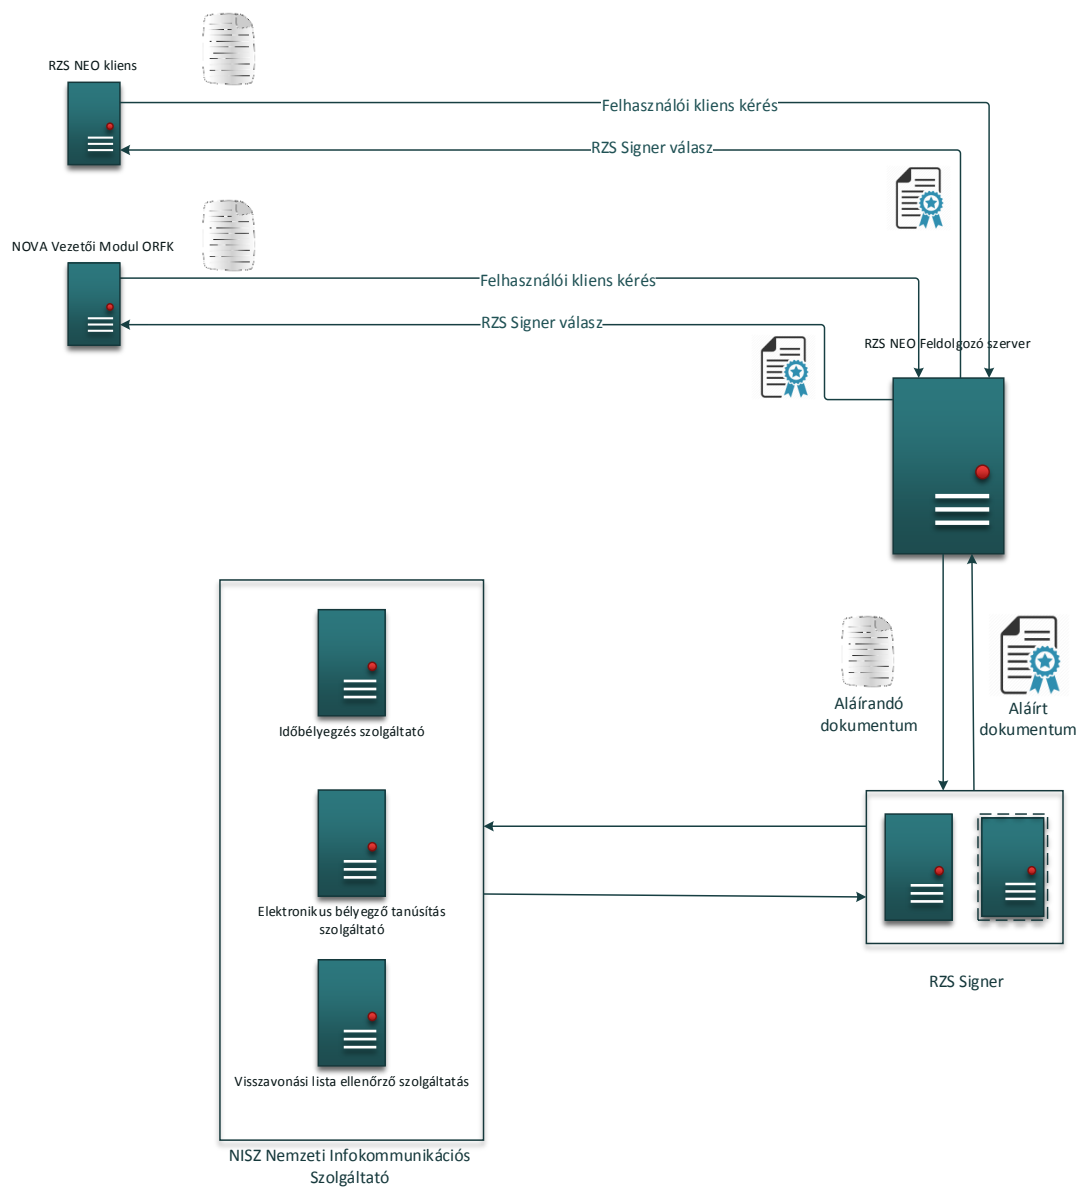 RZS NEO kliens
Felhasználói kliens kérés
RZS Signer válasz
NOVA Vezetői Modul ORFK
Felhasználói kliens kérés
RZS Signer válasz
RZS NEO Feldolgozó szerver
Aláírandó
dokumentum
Aláírt
dokumentum
Időbélyegzés szolgáltató
Elektronikus bélyegző tanúsítás
szolgáltató
RZS Signer
Visszavonási lista ellenőrző szolgáltatás
NISZ Nemzeti Infokommunikációs
Szolgáltató